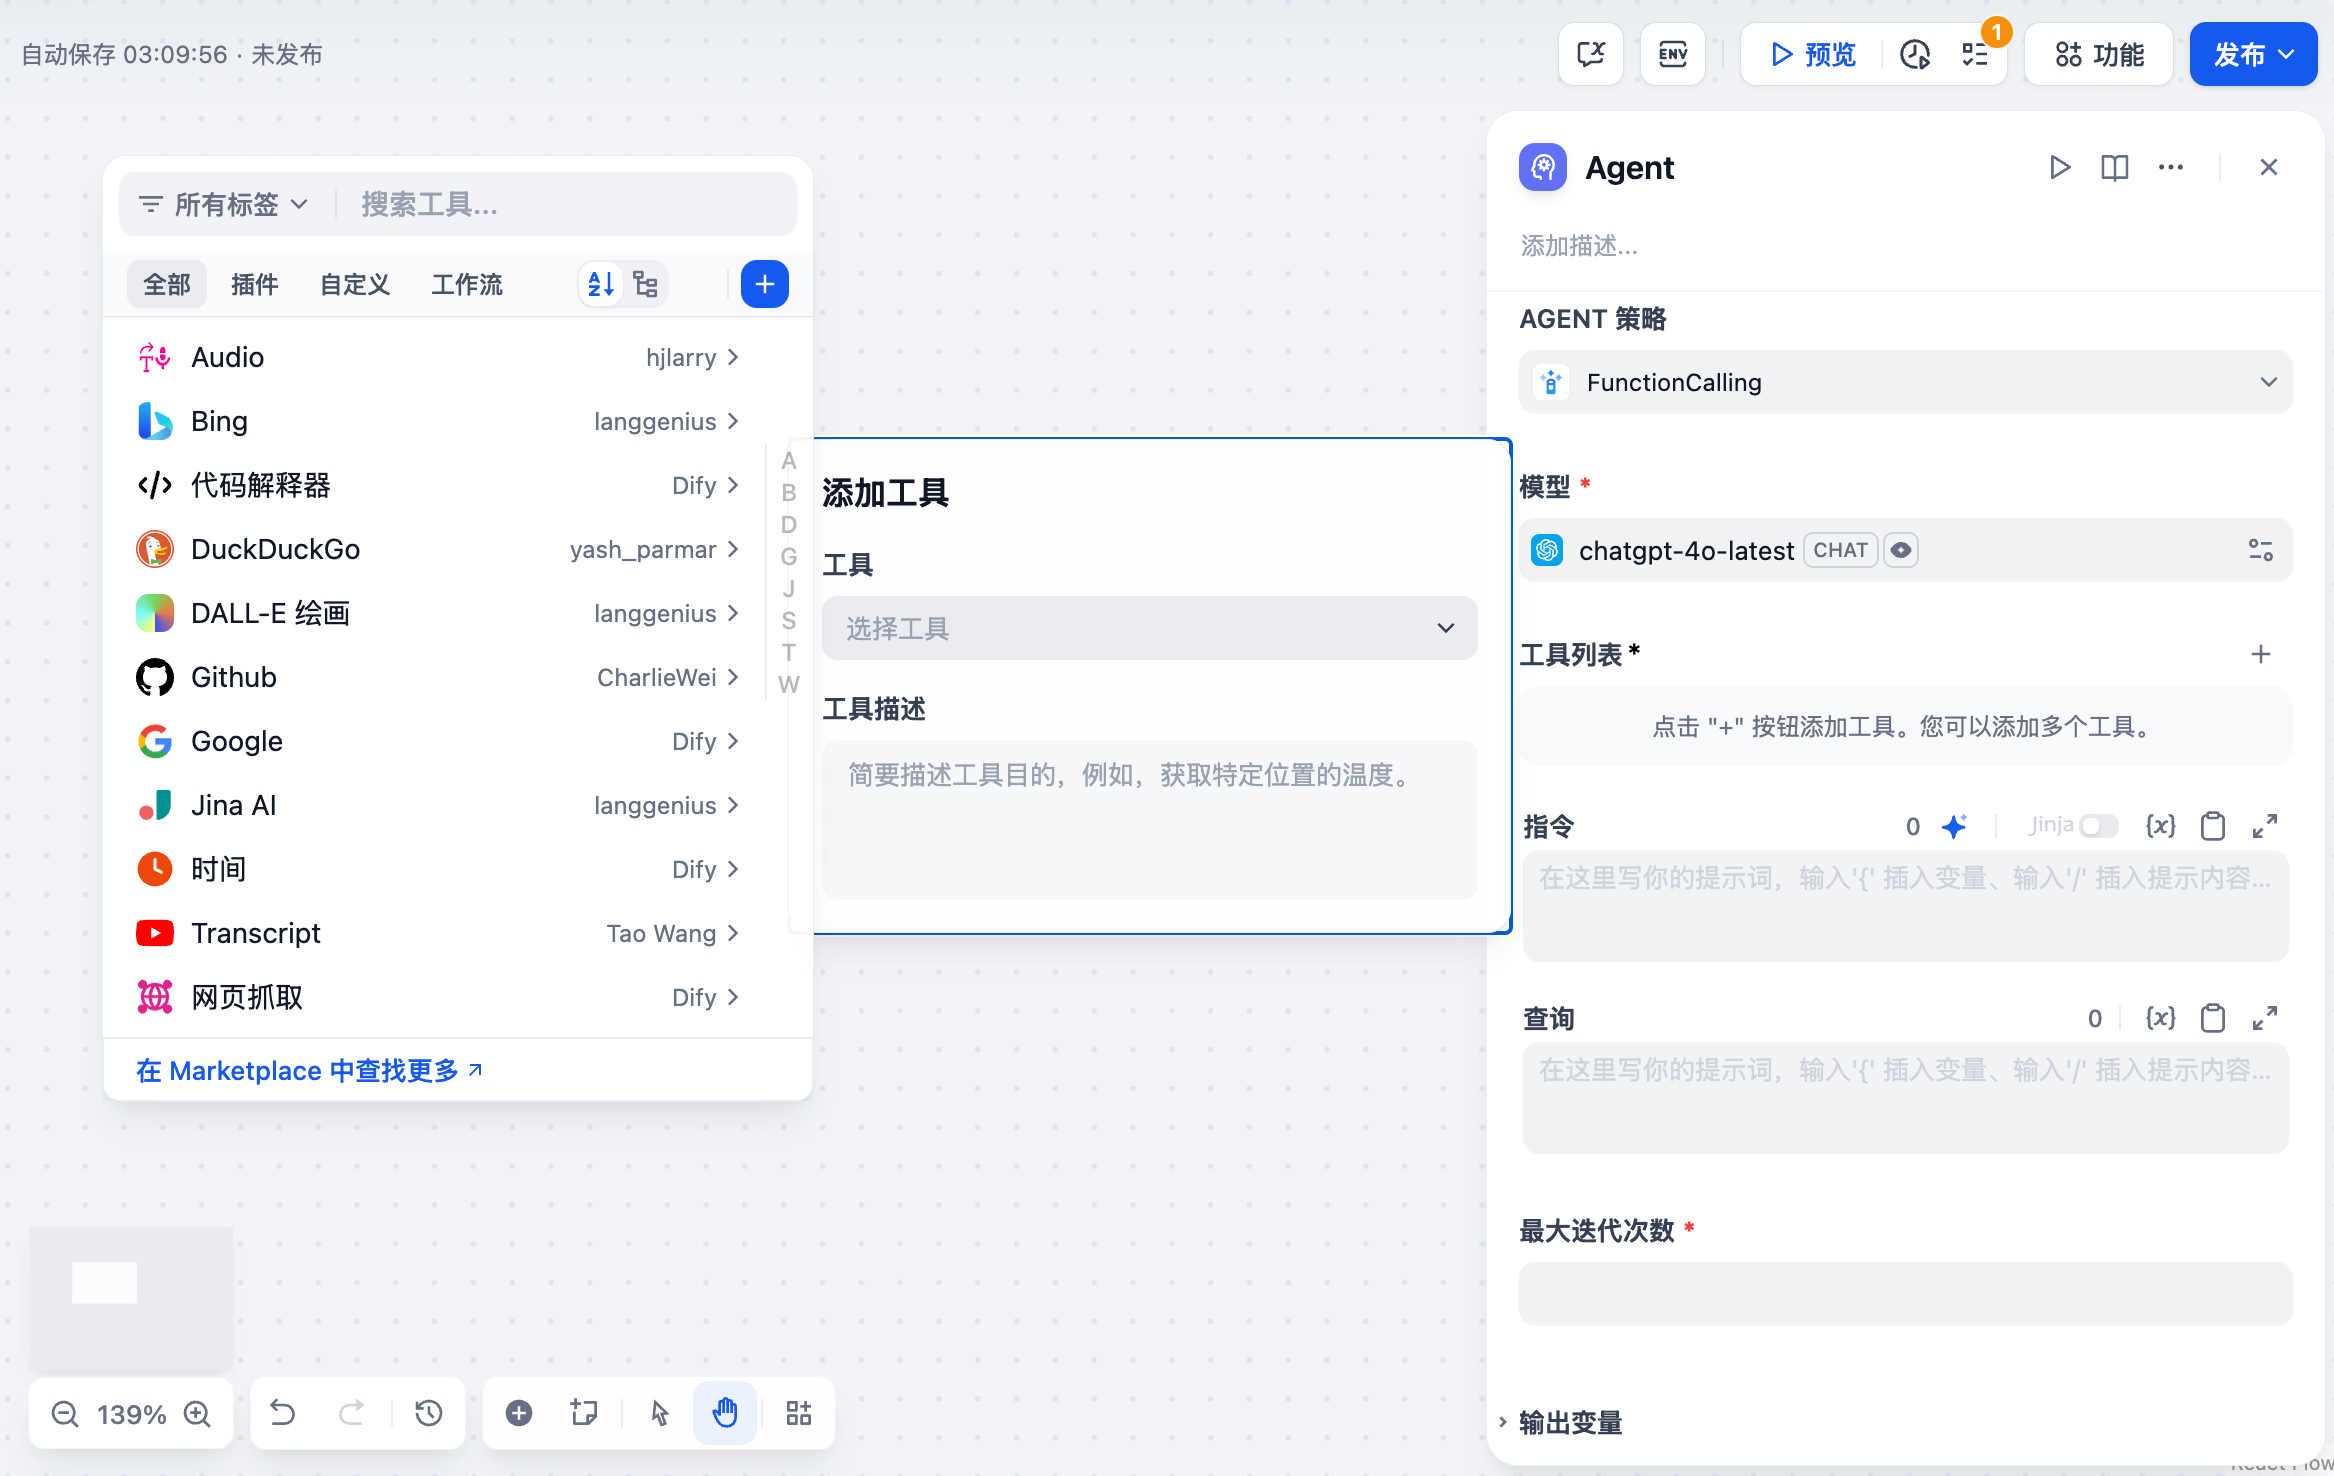 自动保存 03:09:56 · 未发布
ENV
预览
1
功能
发布
所有标签
搜索工具...
全部
插件
自定义
工作流
Audio
hjlarry
Bing
langgenius
代码解释器
Dify
DuckDuckGo
yash_parmar
DALL-E 绘画
langgenius
Github
CharlieWei
Google
Dify
Jina AI
langgenius
时间
Dify
Transcript
Tao Wang
网页抓取
Dify
A
B
D
G
J
S
T
W
在 Marketplace 中查找更多
添加工具
工具
选择工具
工具描述
简要描述工具目的，例如，获取特定位置的温度。
Agent
添加描述...
AGENT 策略
FunctionCalling
模型 *
chatgpt-4o-latest
CHAT
工具列表 *
点击 "+" 按钮添加工具。您可以添加多个工具。
指令
0
Jinja
{x}
在这里写你的提示词，输入'{' 插入变量、输入'/' 插入提示内容...
查询
0
{x}
在这里写你的提示词，输入'{' 插入变量、输入'/' 插入提示内容...
最大迭代次数 *
输出变量
139%
React Flow